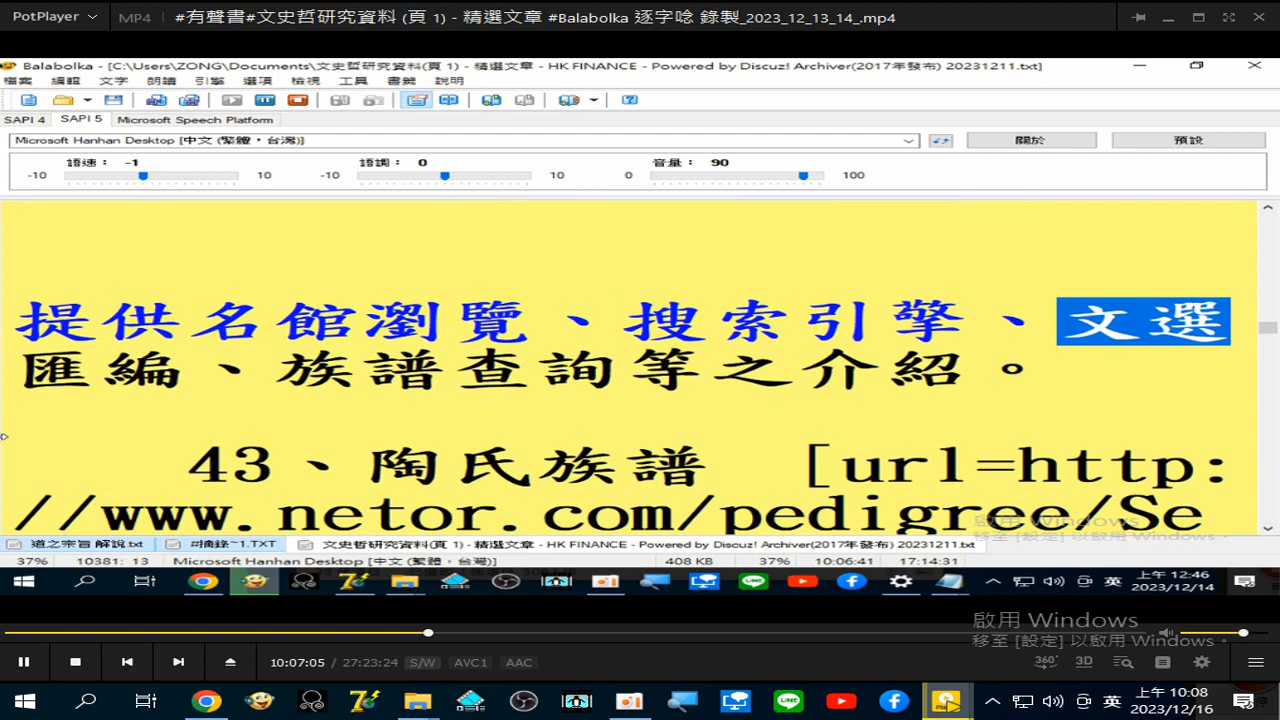 PotPlayer MP4 #有聲書#文史哲研究資料 (頁 1) - 精選文章 #Balabolka 逐字唸 錄製_2023_12_13_14_.mp4
Balabolka - [C:\Users\ZONG\Documents\文史哲研究資料(頁 1) - 精選文章 - HK FINANCE - Powered by Discuz! Archiver(2017年發布) 20231211.txt]
檔案 編輯 文字 朗讀 引擎 選項 檢視 工具 書籤 說明
SAPI 4 SAPI 5 Microsoft Speech Platform
Microsoft Hanhan Desktop [中文 (繁體，台灣)] 關於 預設
語速： -1 語調： 0 音量： 90
-10 10 -10 10 0 100
提供名館瀏覽、搜索引擎、文選
匯編、族譜查詢等之介紹。
43、陶氏族譜 [url=http:
//www.netor.com/pedigree/Se
啟用 Windows
移至 [設定] 以啟用 Windows。
道之宗旨 解說.txt #摘錄~1.TXT 文史哲研究資料(頁 1) - 精選文章 - HK FINANCE - Powered by Discuz! Archiver(2017年發布) 20231211.txt
37% 10381: 13 Microsoft Hanhan Desktop [中文 (繁體，台灣)] 408 KB 37% 10:06:41 17:14:31
英 上午 12:46
2023/12/14
啟用 Windows
移至 [設定] 以啟用 Windows。
10:07:05 / 27:23:24 S/W AVC1 AAC 360° 3D
英 上午 10:08
2023/12/16